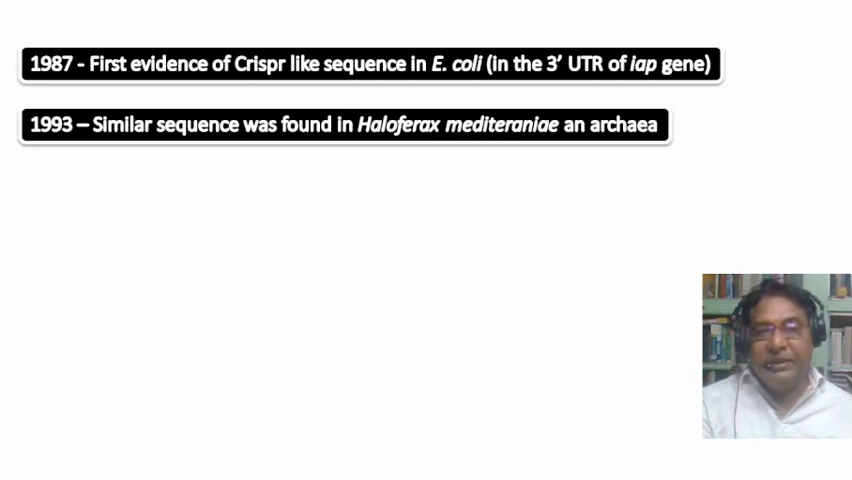 1987 - First evidence of Crispr like sequence in E. coli (in the 3’ UTR of iap gene)
1993 – Similar sequence was found in Haloferax mediteraniae an archaea